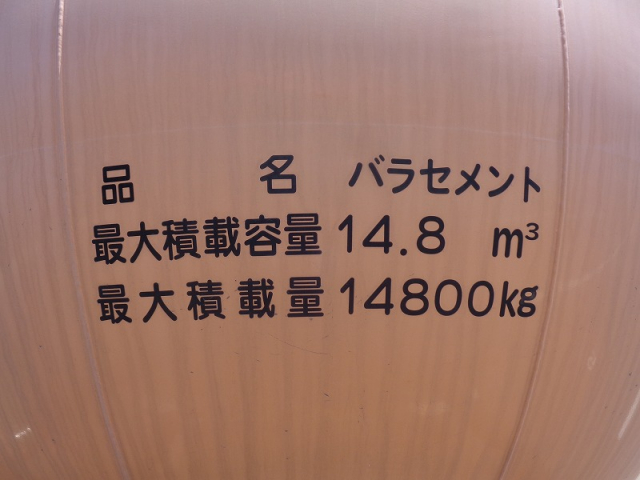 品 名 バラセメント
最大積載容量 14.8 m³
最大積載量 14800kg